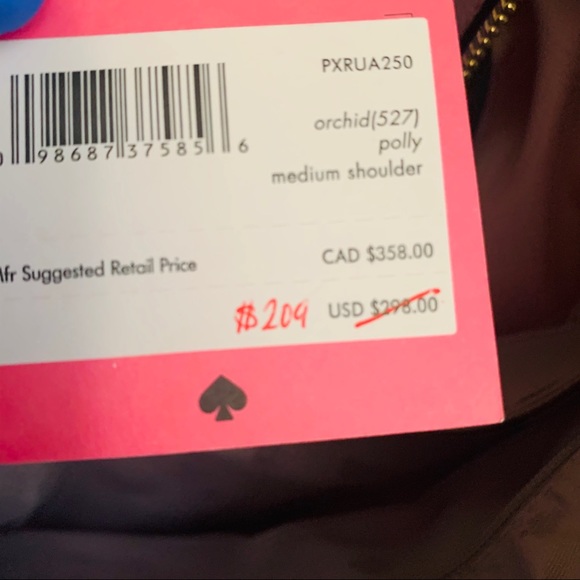 PXRUA250
0 98687 37585 6
orchid(527)
polly
medium shoulder
Mfr Suggested Retail Price
CAD $358.00
$209 USD $298.00